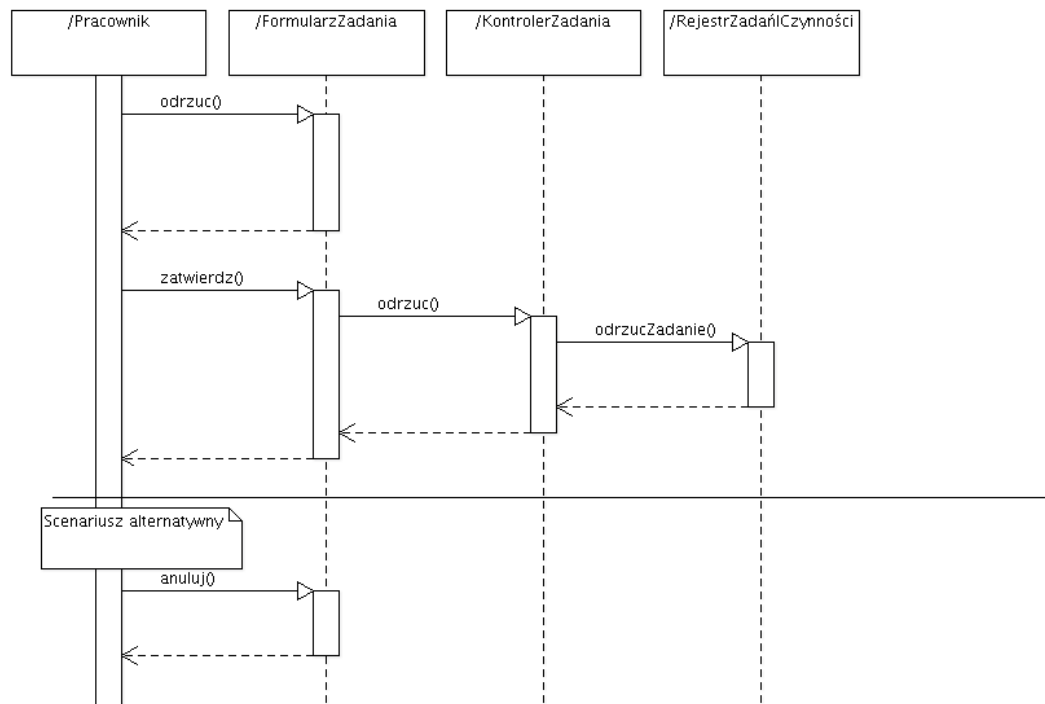 /Pracownik
/FormularzZadania
/KontrolerZadania
/RejestrZadańICzynności
odrzuc()
zatwierdz()
odrzuc()
odrzucZadanie()
Scenariusz alternatywny
anuluj()